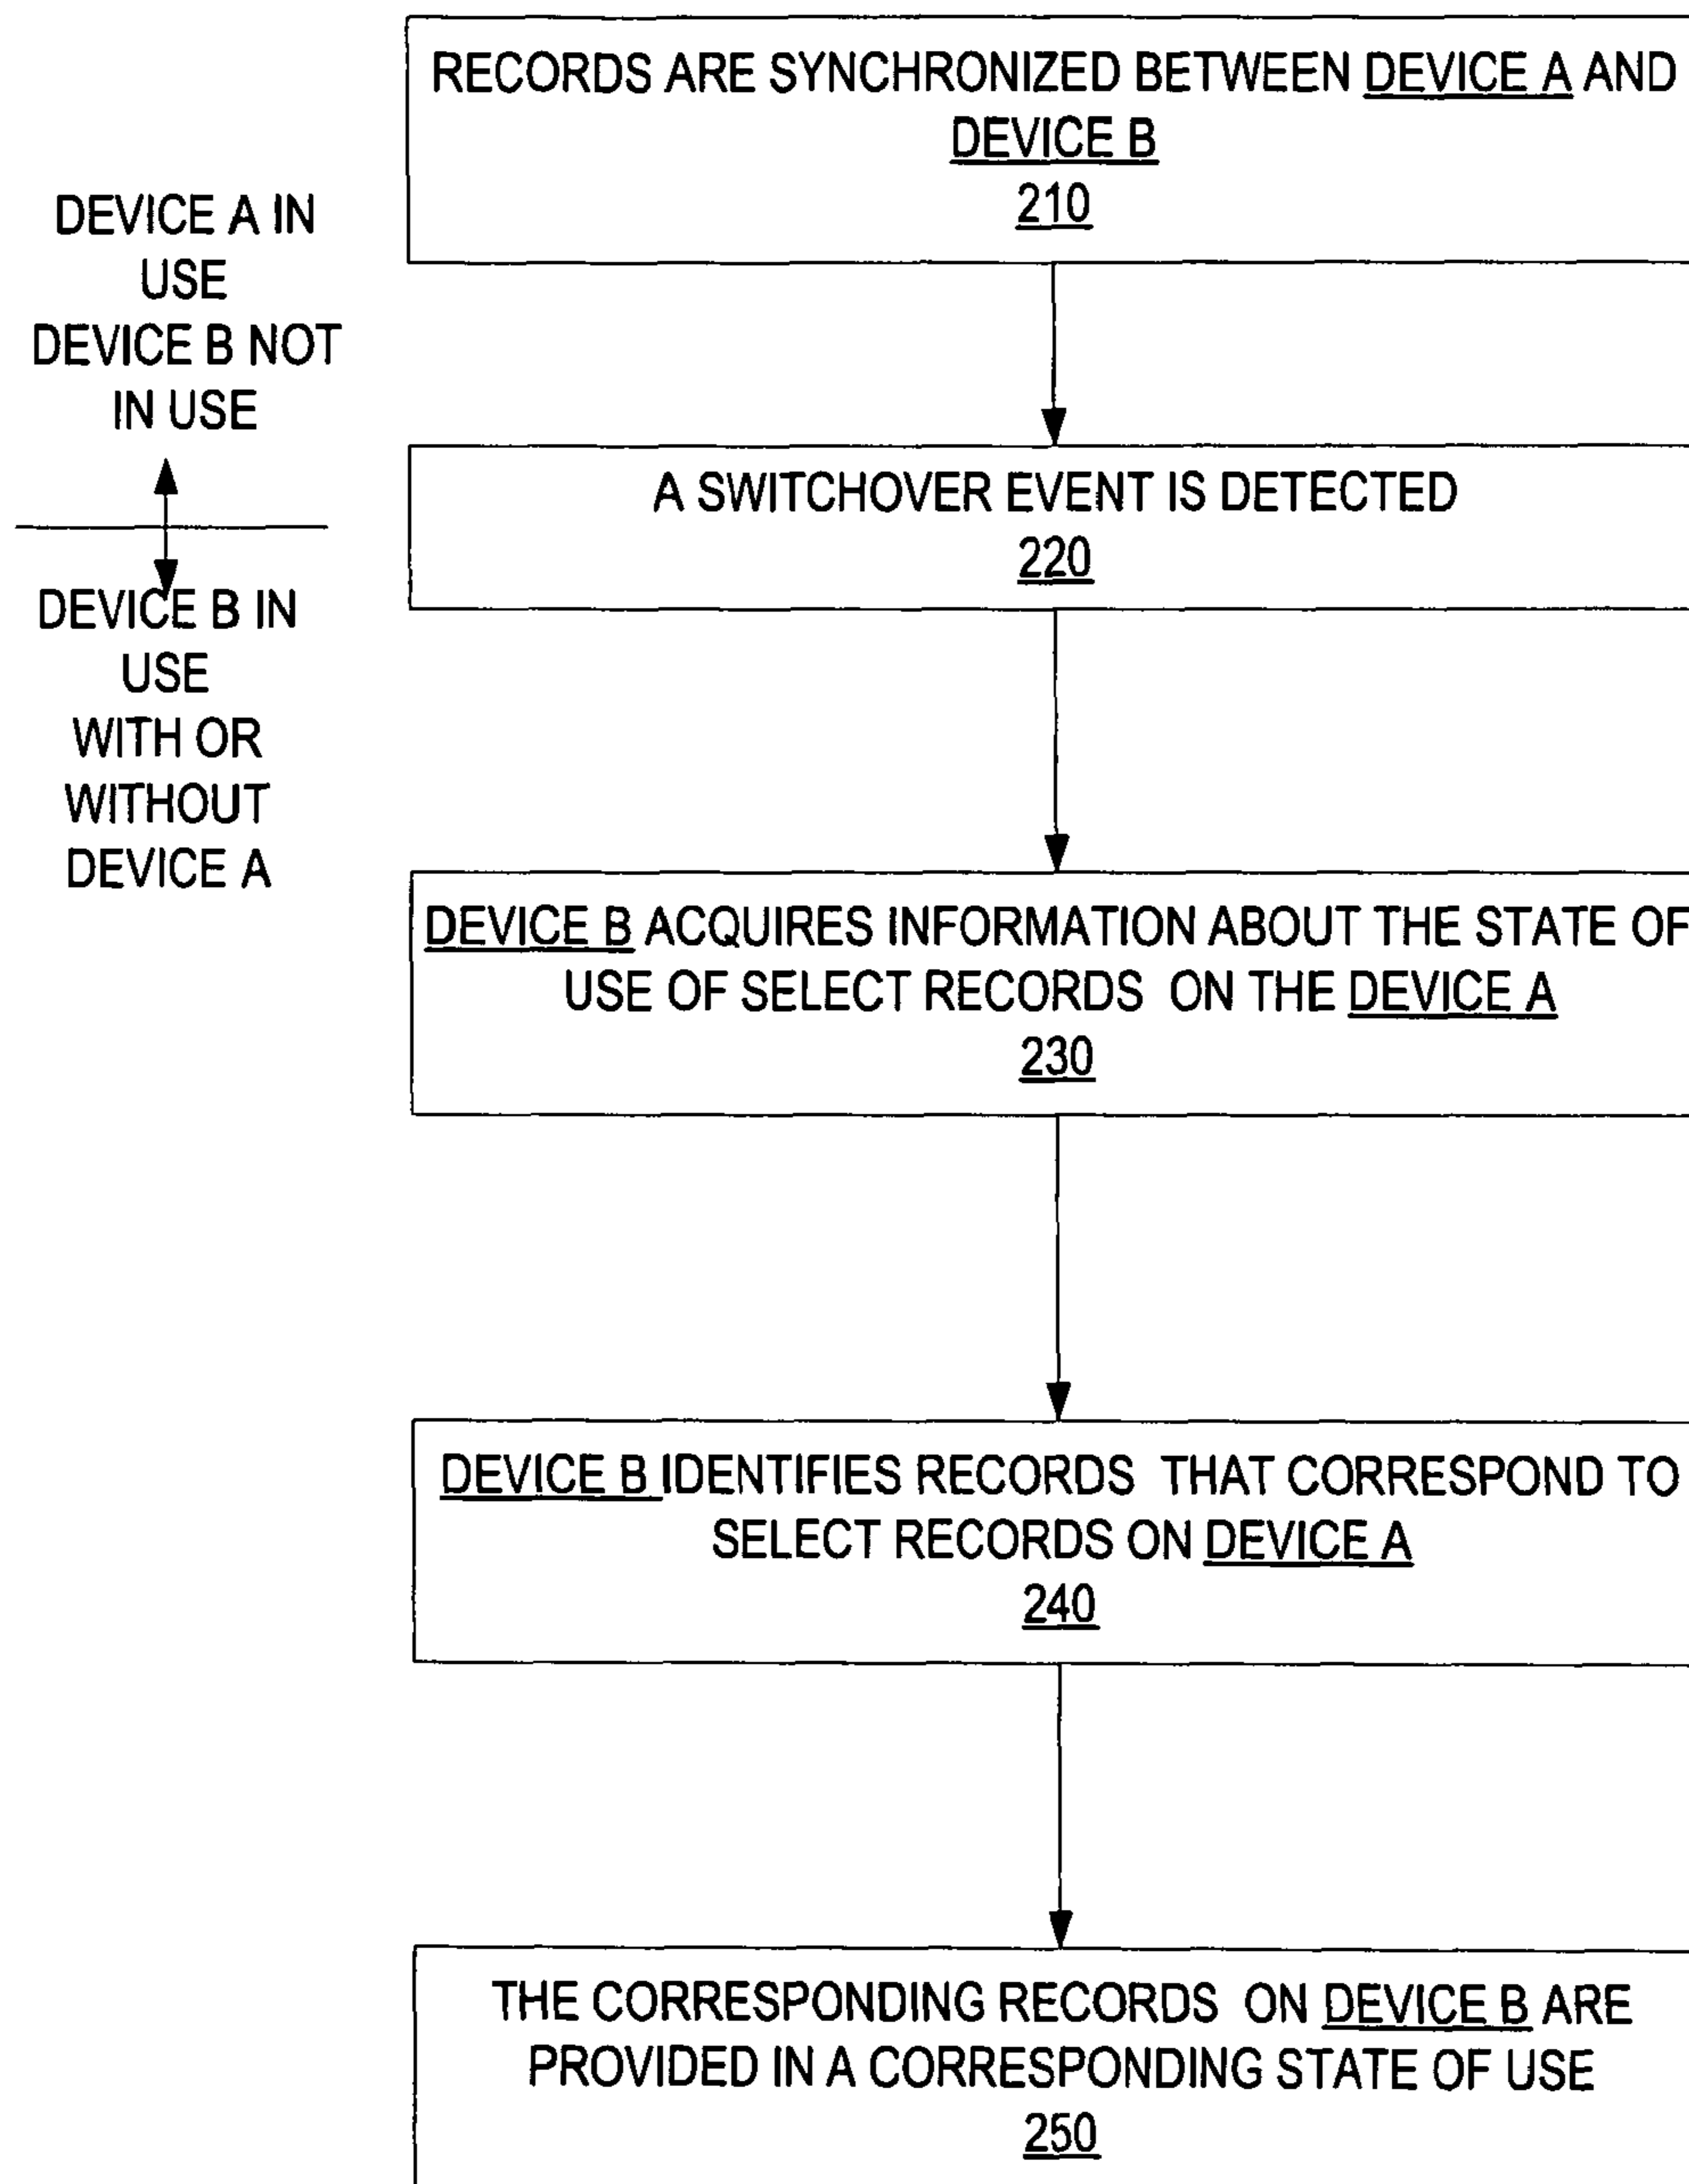 RECORDS ARE SYNCHRONIZED BETWEEN DEVICE A AND
DEVICE B
210
DEVICE A IN
USE
DEVICE B NOT
IN USE
A SWITCHOVER EVENT IS DETECTED
220
DEVICE B IN
USE
WITH OR
WITHOUT
DEVICE A
DEVICE B ACQUIRES INFORMATION ABOUT THE STATE OF
USE OF SELECT RECORDS ON THE DEVICE A
230
DEVICE B IDENTIFIES RECORDS THAT CORRESPOND TO
SELECT RECORDS ON DEVICE A
240
THE CORRESPONDING RECORDS ON DEVICE B ARE
PROVIDED IN A CORRESPONDING STATE OF USE
250